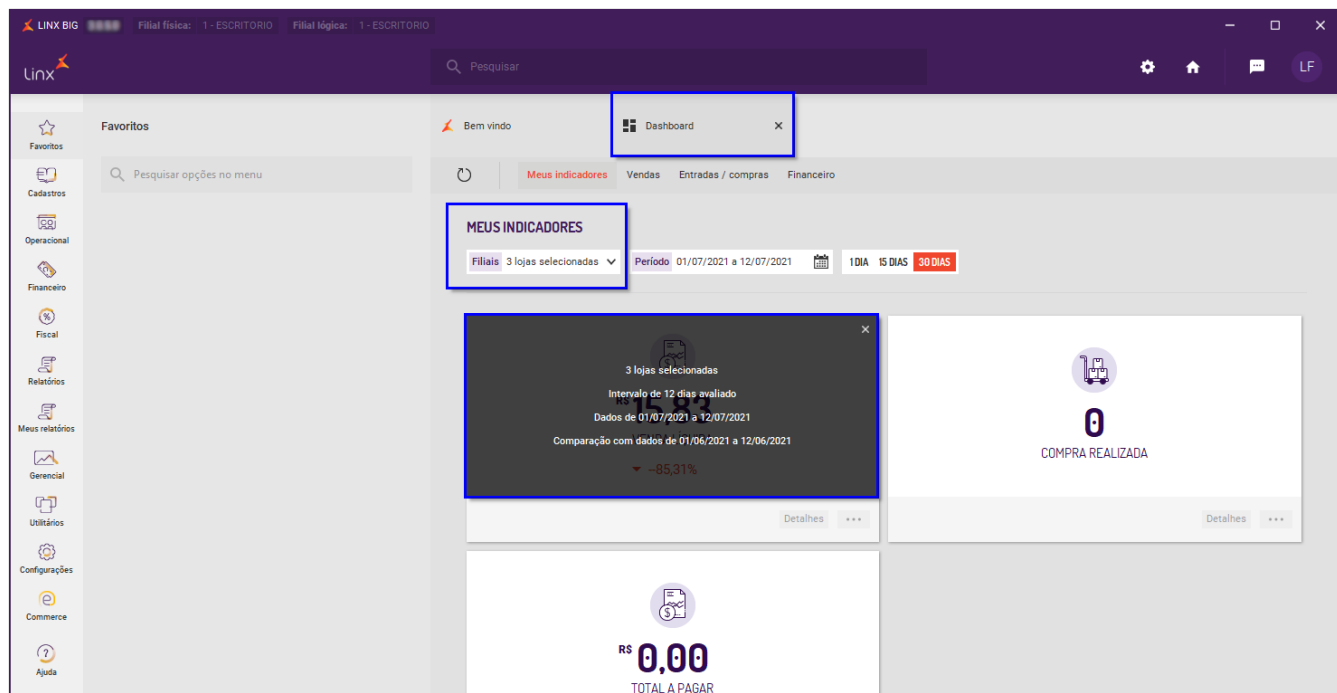 LINX BIG Filial física: 1 - ESCRITORIO Filial lógica: 1 - ESCRITORIO
Linx
Pesquisar
LF
Favoritos
Cadastros
Operacional
Financeiro
Fiscal
Relatórios
Meus relatórios
Gerencial
Utilitários
Configurações
Commerce
Ajuda
Favoritos
Pesquisar opções no menu
Bem vindo
Dashboard
Meus indicadores Vendas Entradas / compras Financeiro
MEUS INDICADORES
Filiais 3 lojas selecionadas Período 01/07/2021 a 12/07/2021 1 DIA 15 DIAS 30 DIAS
3 lojas selecionadas
Intervalo de 12 dias avaliado
R$ 15,83
Dados de 01/07/2021 a 12/07/2021
Comparação com dados de 01/06/2021 a 12/06/2021
--85,31%
Detalhes
0
COMPRA REALIZADA
Detalhes
R$ 0,00
TOTAL A PAGAR